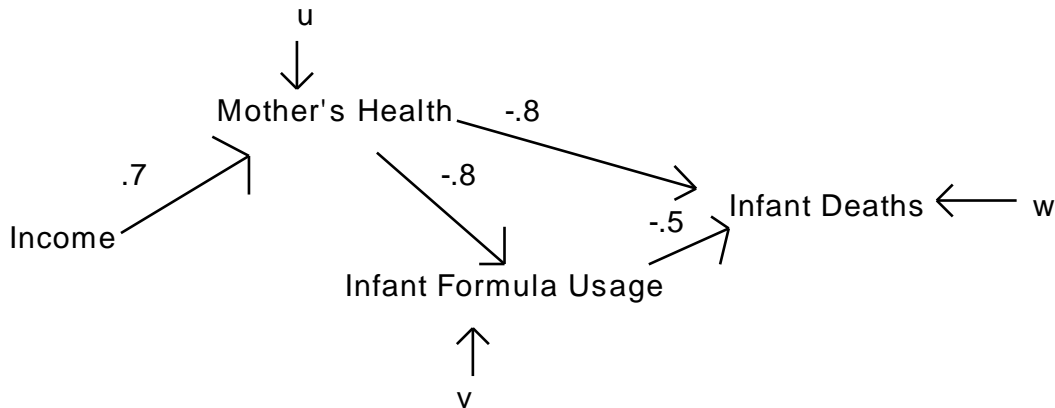 u
Mother's Health
-.8
.7
-.8
Infant Deaths
w
-.5
Income
Infant Formula Usage
v